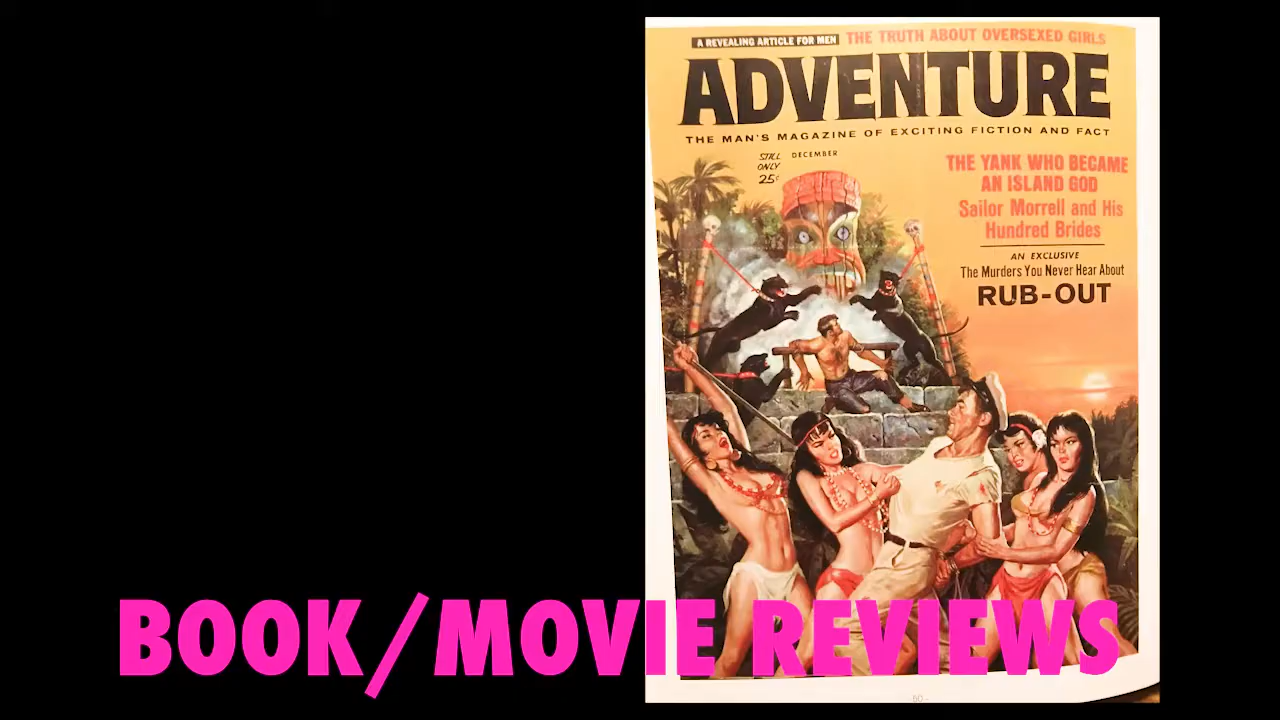 A REVEALING ARTICLE FOR MEN THE TRUTH ABOUT OVERSEXED GIRLS
ADVENTURE
THE MAN'S MAGAZINE OF EXCITING FICTION AND FACT
STILL
ONLY
25¢
DECEMBER
THE YANK WHO BECAME
AN ISLAND GOD
Sailor Morrell and His
Hundred Brides
AN EXCLUSIVE
The Murders You Never Hear About
RUB-OUT
BOOK/MOVIE REVIEWS
-60-